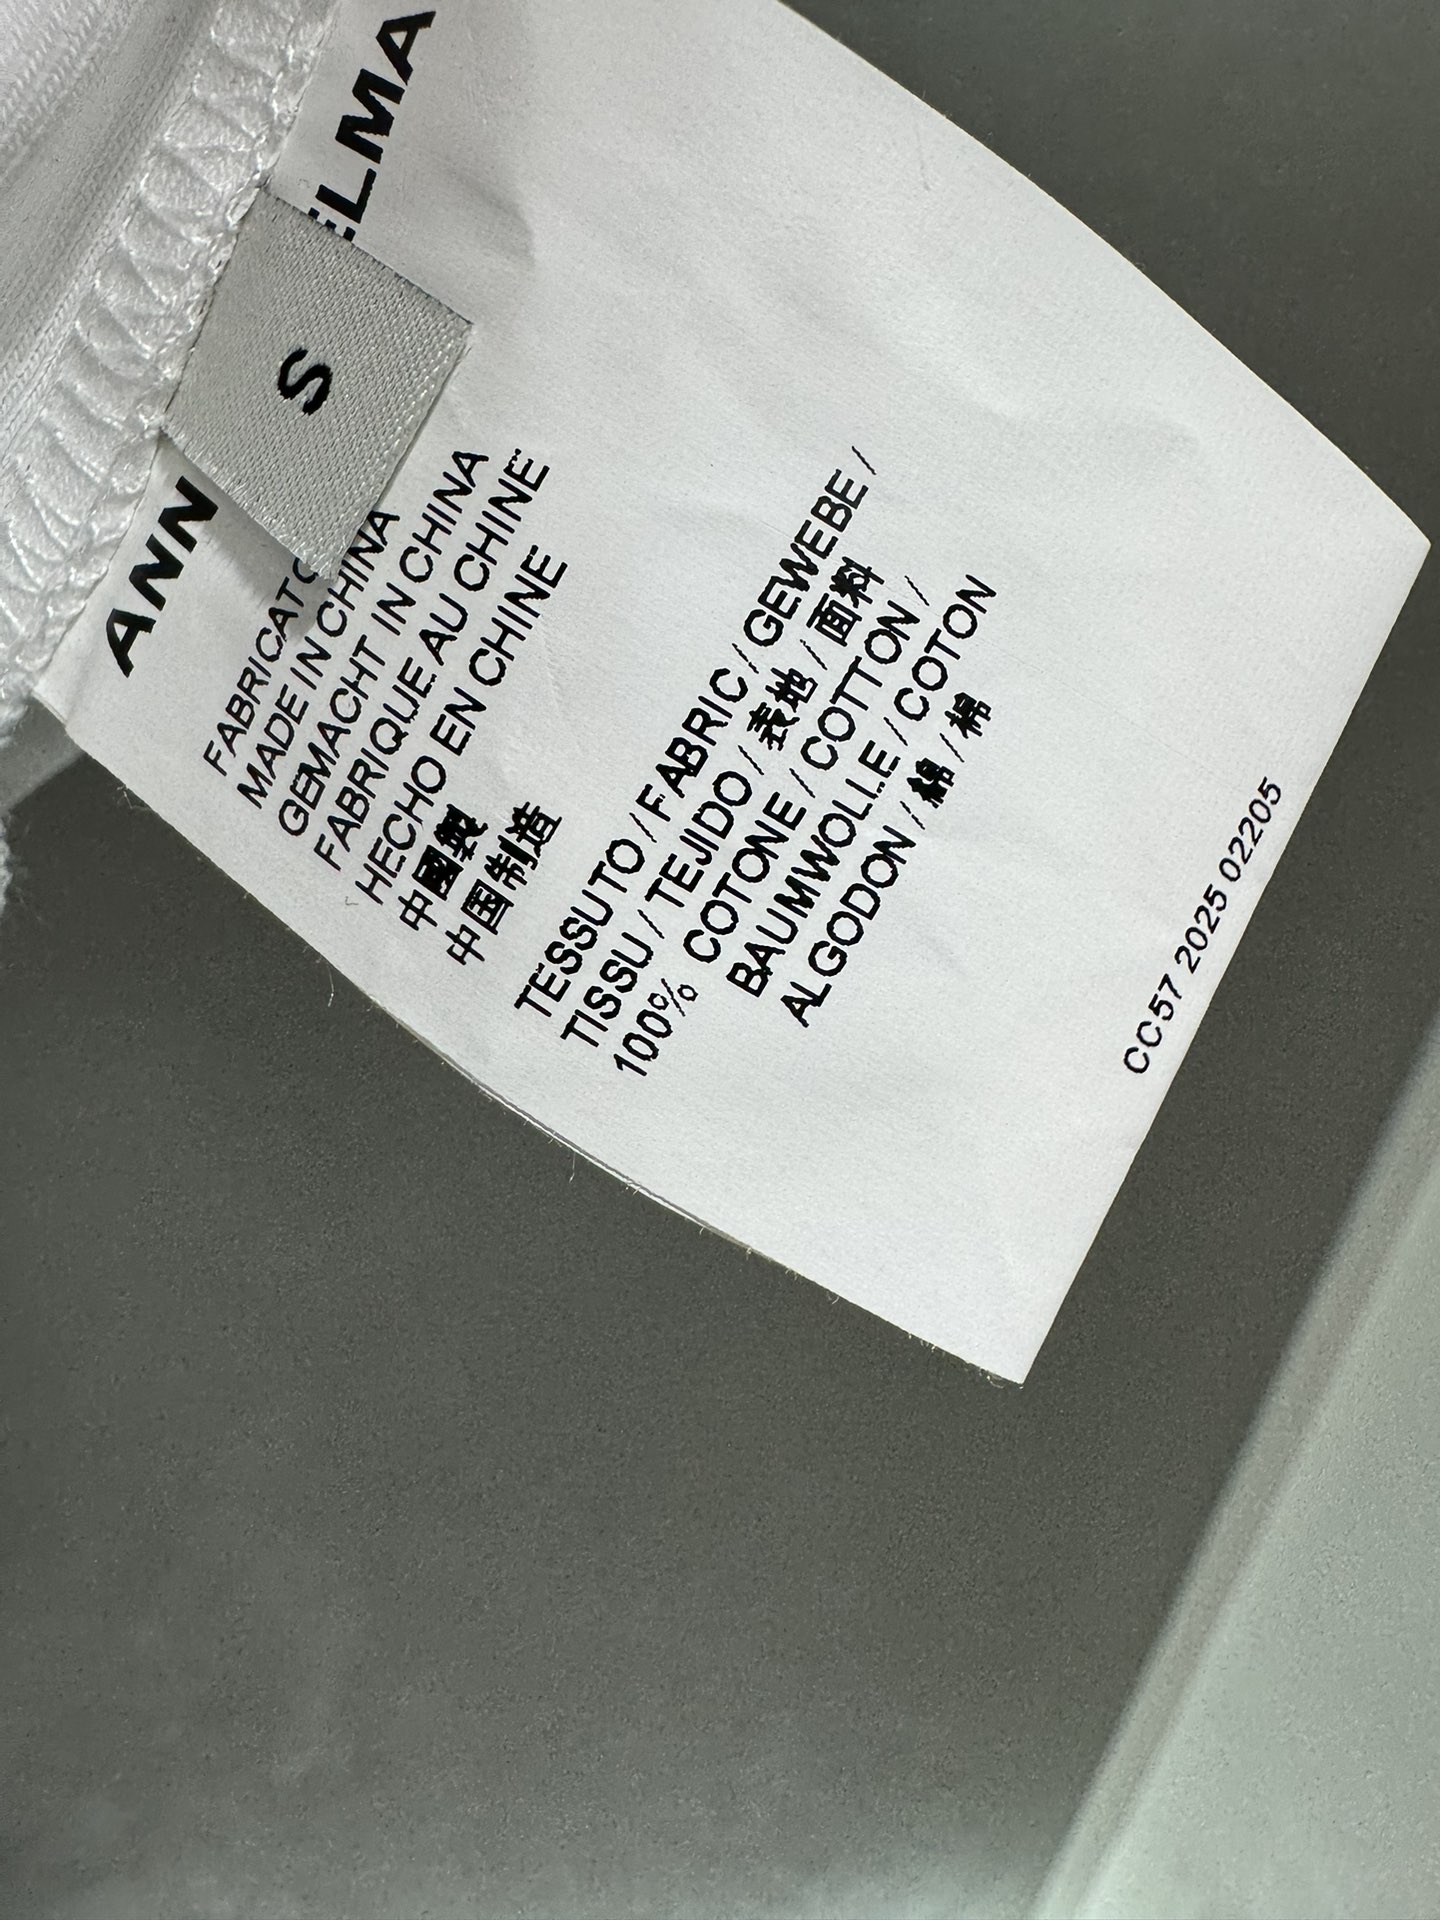 ANN ELMA
S
FABRICATO
MADE IN CHINA
GEMACHT IN CHINA
FABRIQUE AU CHINE
HECHO EN CHINE
中國製
中国制造
TESSUTO / FABRIC / GEWEBE /
TISSU / TEJIDO / 表地 / 面料
100% COTONE / COTTON /
BAUMWOLLE / COTON
ALGODON / 綿 / 棉
CC57 2025 02205